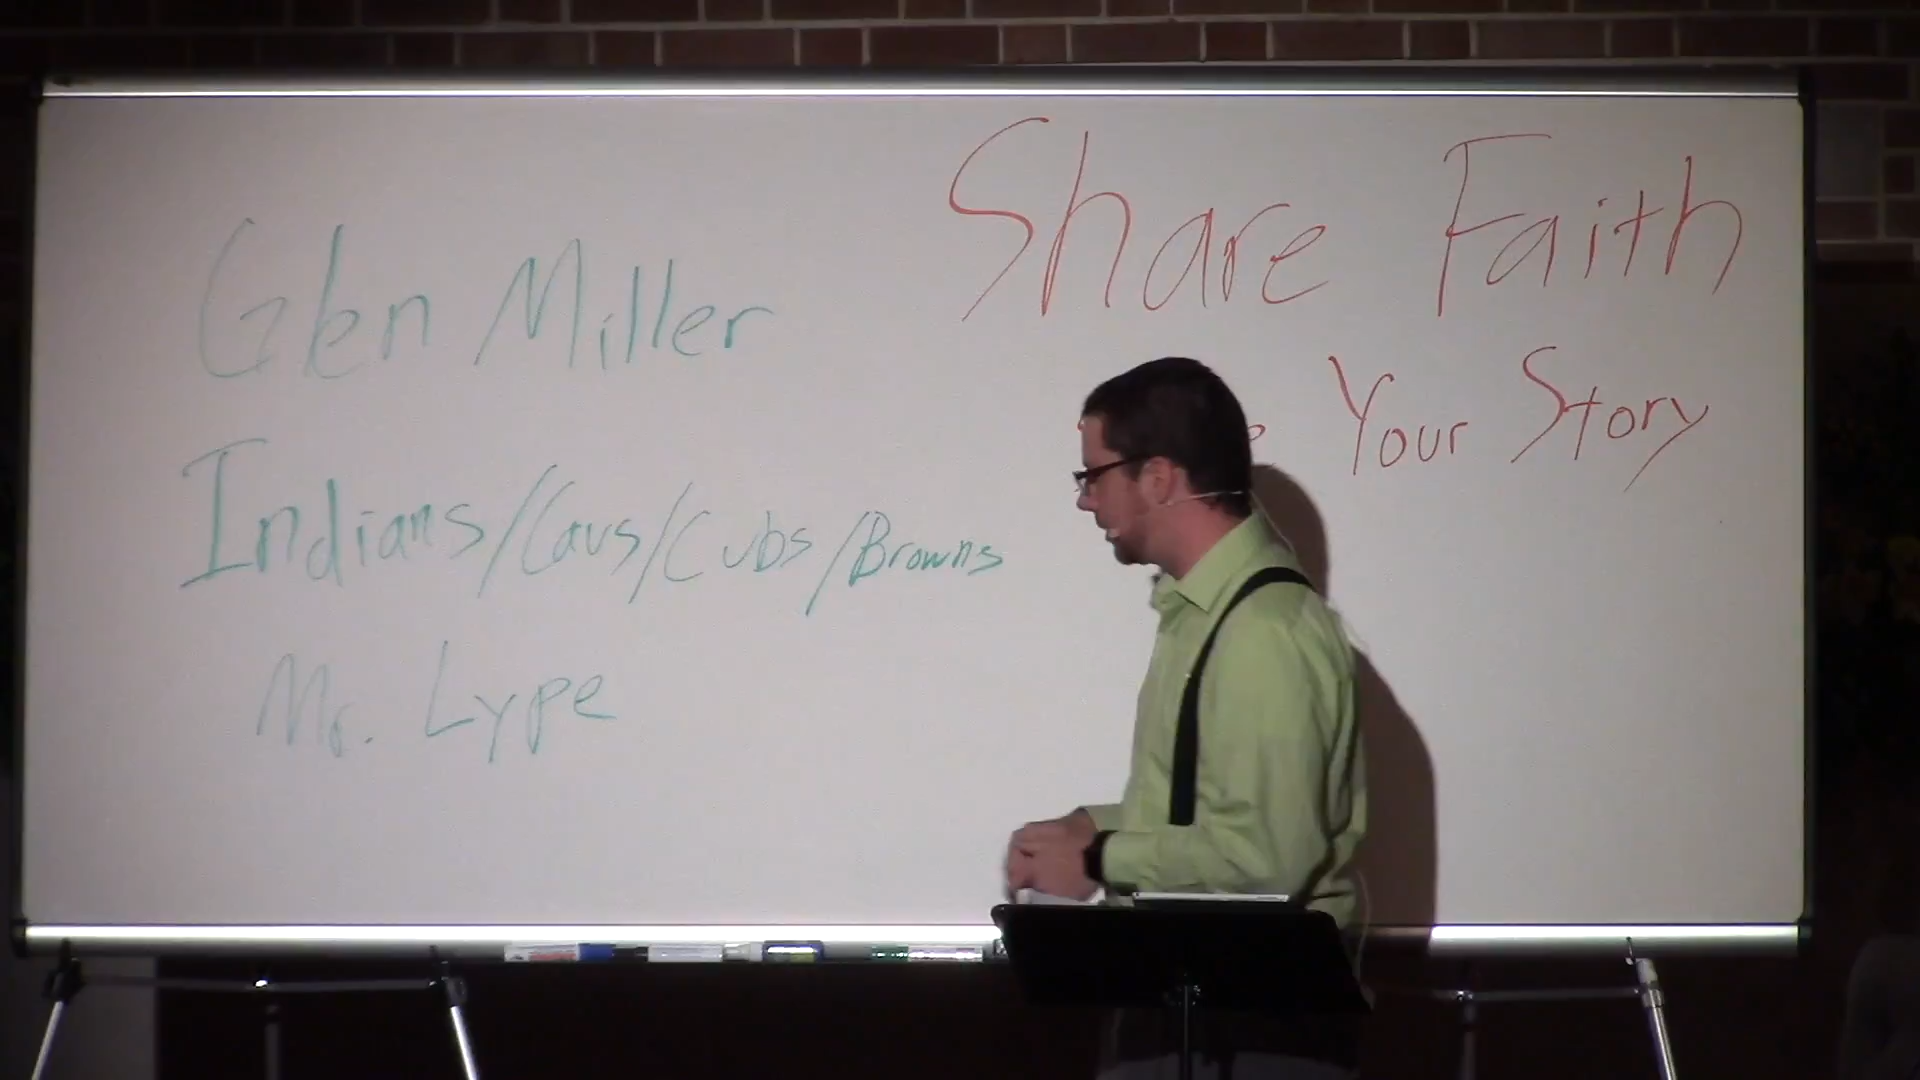 Glen Miller
Indians/Cavs/Cubs/Browns
Mr. Lype
Share Faith
Your Story